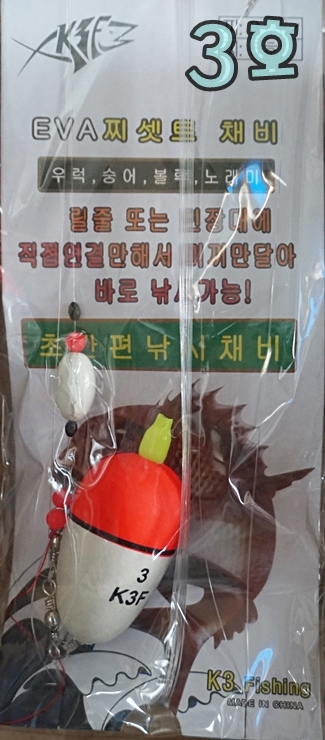 K3F
3호
EVA찌셋트 채비
우럭,숭어,볼락,노래미
릴줄 또는 민장대에
직접연결만해서 미끼만달아
바로 낚시가능!
초간편낚시채비
3
K3F
K3 Fishing
MADE IN CHINA